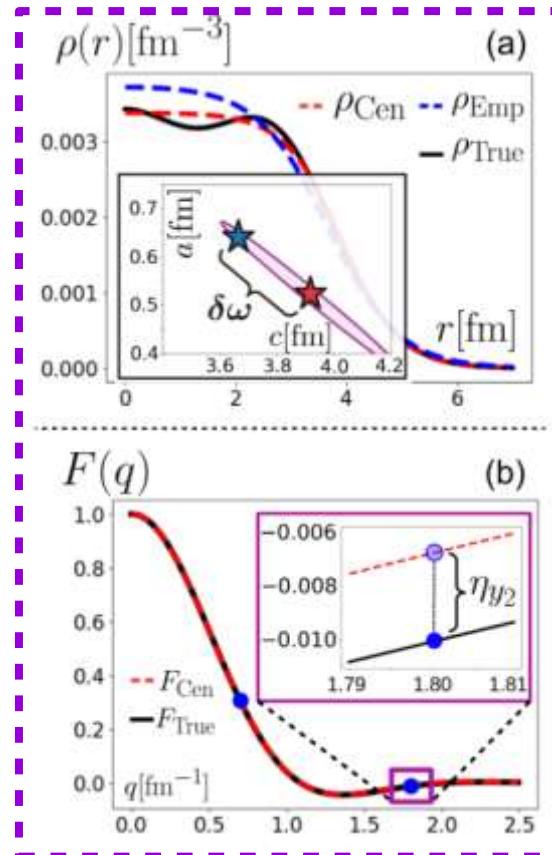 ρ(r)[fm⁻³] (a)
ρCen ρEmp
ρTrue
0.003
0.002
0.001
0.000
a[fm]
0.7
0.6
0.5
0.4
δω
c[fm]
3.6 3.8 4.0 4.2
r[fm]
0 2 4 6
F(q) (b)
1.0
0.8
0.6
0.4
0.2
0.0
−0.006
−0.008
−0.010
ηy₂
1.79 1.80 1.81
FCen
FTrue
q[fm⁻¹]
0.0 0.5 1.0 1.5 2.0 2.5